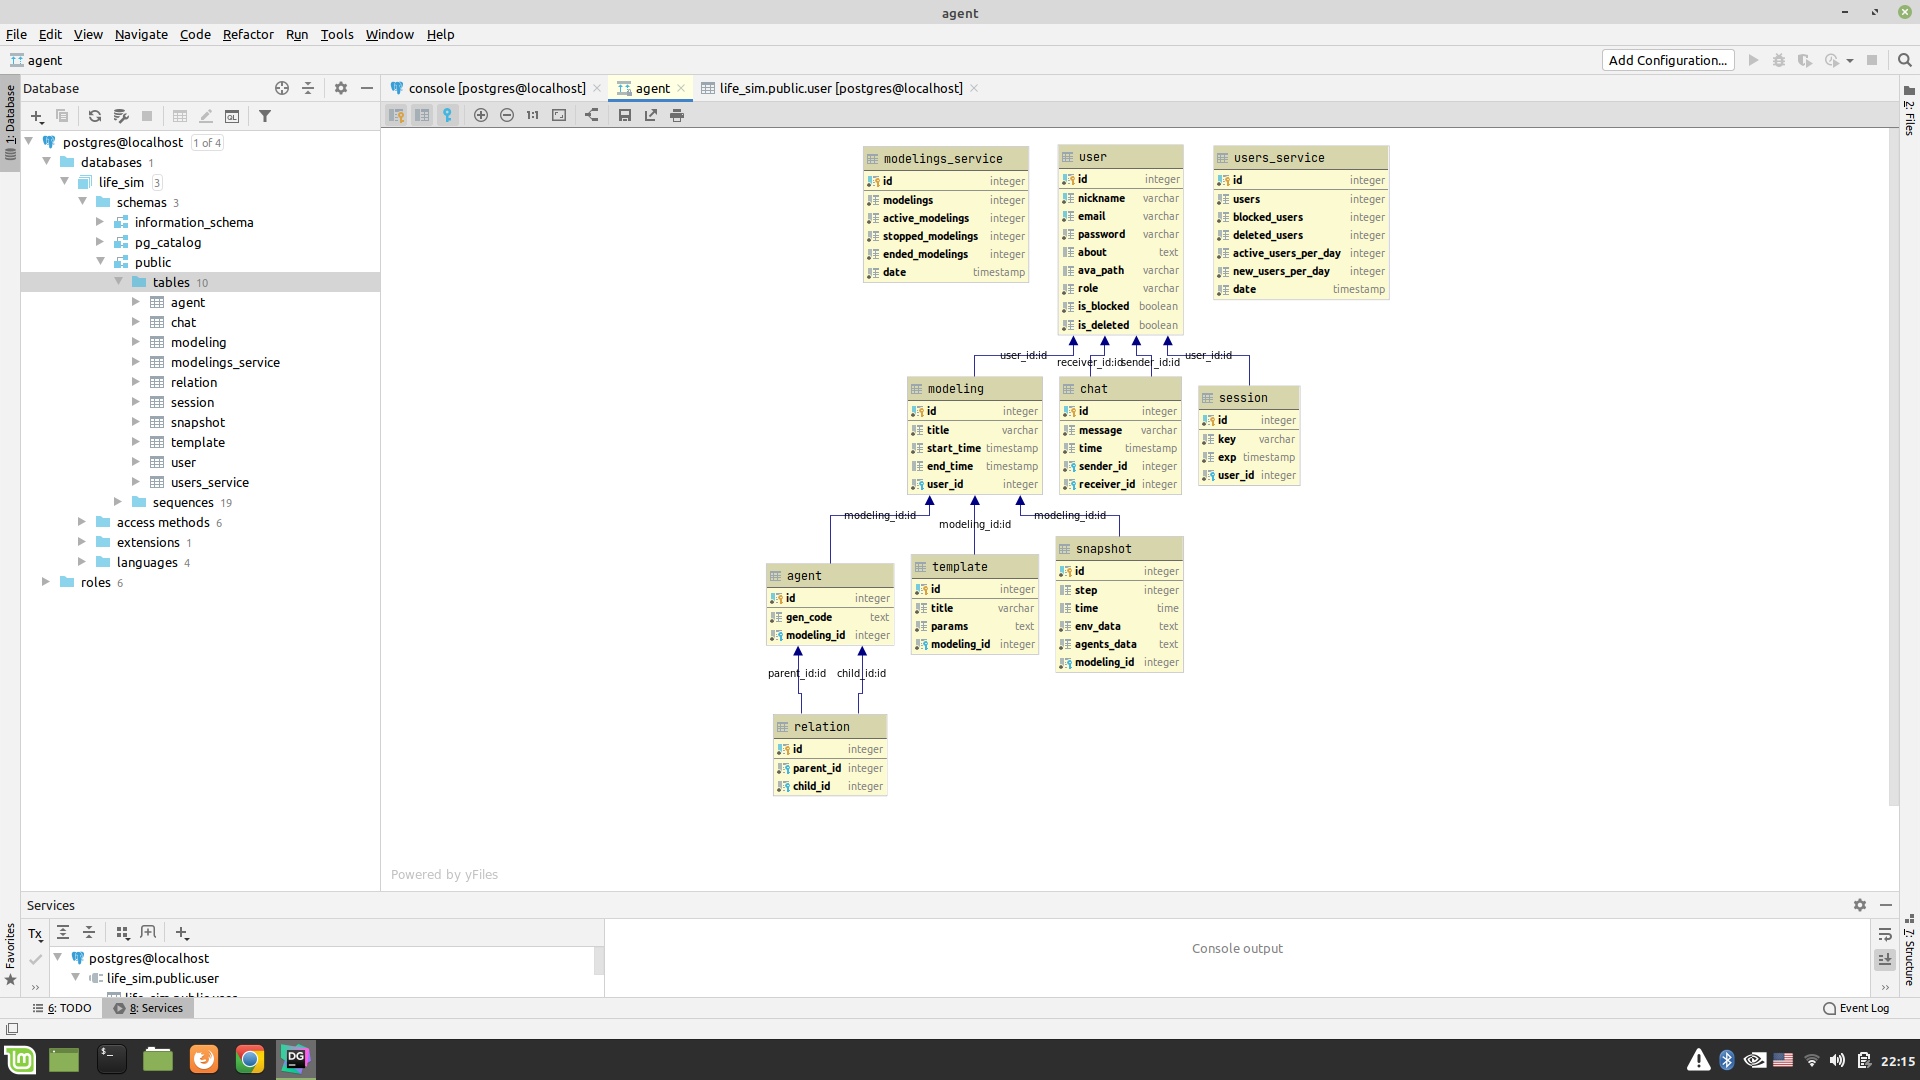 agent
File Edit View Navigate Code Refactor Run Tools Window Help
agent
Add Configuration...
1: Database
Database
console [postgres@localhost]
agent
life_sim.public.user [postgres@localhost]
2: Files
QL
1:1
postgres@localhost 1 of 4
databases 1
life_sim 3
schemas 3
information_schema
pg_catalog
public
tables 10
agent
chat
modeling
modelings_service
relation
session
snapshot
template
user
users_service
sequences 19
access methods 6
extensions 1
languages 4
roles 6
modelings_service
id integer
modelings integer
active_modelings integer
stopped_modelings integer
ended_modelings integer
date timestamp
user
id integer
nickname varchar
email varchar
password varchar
about text
ava_path varchar
role varchar
is_blocked boolean
is_deleted boolean
users_service
id integer
users integer
blocked_users integer
deleted_users integer
active_users_per_day integer
new_users_per_day integer
date timestamp
user_id:id
receiver_id:id
sender_id:id
user_id:id
modeling
id integer
title varchar
start_time timestamp
end_time timestamp
user_id integer
chat
id integer
message varchar
time timestamp
sender_id integer
receiver_id integer
session
id integer
key varchar
exp timestamp
user_id integer
modeling_id:id
modeling_id:id
modeling_id:id
agent
id integer
gen_code text
modeling_id integer
template
id integer
title varchar
params text
modeling_id integer
snapshot
id integer
step integer
time time
env_data text
agents_data text
modeling_id integer
parent_id:id
child_id:id
relation
id integer
parent_id integer
child_id integer
Powered by yFiles
Services
Favorites
Tx
postgres@localhost
life_sim.public.user
life_sim.public.user
Console output
7: Structure
6: TODO
8: Services
Event Log
DG
22:15